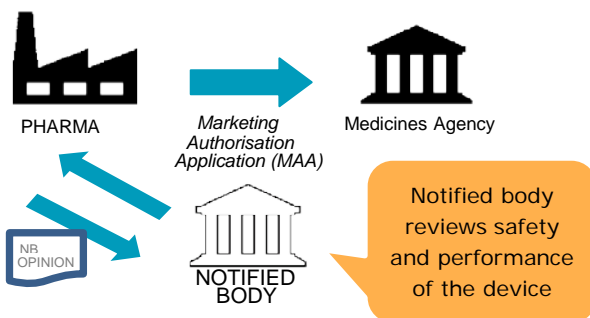 PHARMA
Marketing
Authorisation
Application (MAA)
Medicines Agency
NB
OPINION
NOTIFIED
BODY
Notified body
reviews safety
and performance
of the device